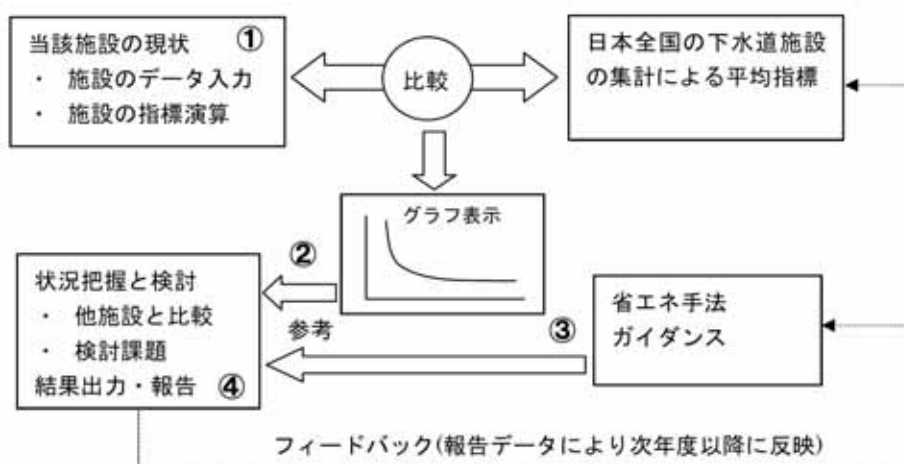 当該施設の現状 ①
・ 施設のデータ入力
・ 施設の指標演算
比較
日本全国の下水道施設
の集計による平均指標
グラフ表示
②
状況把握と検討
・ 他施設と比較
・ 検討課題
結果出力・報告 ④
参考
③
省エネ手法
ガイダンス
フィードバック(報告データにより次年度以降に反映)